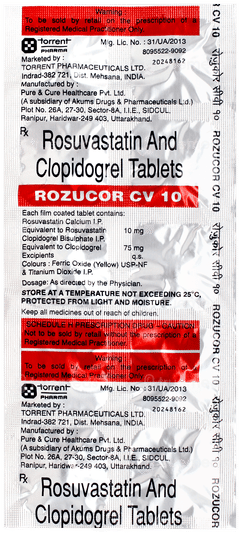 Warning :
To be sold by retail on the prescription of a
Registered Medical Practitioner Only.
torrent
PHARMA
Mfg. Lic. No. : 31/UA/2013
8095522-9092
20248162
Marketed by :
TORRENT PHARMACEUTICALS LTD.
Indrad-382 721, Dist. Mehsana, INDIA.
Manufactured by :
Pure & Cure Healthcare Pvt. Ltd.
(A subsidiary of Akums Drugs & Pharmaceuticals Ltd.)
Plot No. 26A, 27-30, Sector-8A, I.I.E., SIDCUL,
Ranipur, Haridwar-249 403, Uttarakhand.
Rx
Rosuvastatin And
Clopidogrel Tablets
ROZUCOR CV 10
Each film coated tablet contains:
Rosuvastatin Calcium I.P.
Equivalent to Rosuvastatin 10 mg
Clopidogrel Bisulphate I.P.
Equivalent to Clopidogrel 75 mg
Excipients q.s.
Colours : Ferric Oxide (Yellow) USP-NF
& Titanium Dioxide I.P.
Dosage: As directed by the Physician.
STORE AT A TEMPERATURE NOT EXCEEDING 25°C,
PROTECTED FROM LIGHT AND MOISTURE.
Keep all medicines out of reach of children.
SCHEDULE H PRESCRIPTION DRUG - CAUTION
Not to be sold by retail without the prescription of a
Registered Medical Practitioner.
Warning :
To be sold by retail on the prescription of a
Registered Medical Practitioner Only.
torrent
PHARMA
Mfg. Lic. No. : 31/UA/2013
8095522-9092
20248162
Marketed by :
TORRENT PHARMACEUTICALS LTD.
Indrad-382 721, Dist. Mehsana, INDIA.
Manufactured by :
Pure & Cure Healthcare Pvt. Ltd.
(A subsidiary of Akums Drugs & Pharmaceuticals Ltd.)
Plot No. 26A, 27-30, Sector-8A, I.I.E., SIDCUL,
Ranipur, Haridwar-249 403, Uttarakhand.
Rx
Rosuvastatin And
Clopidogrel Tablets
CV 10
ROZUCOR CV 10
ROZUCOR CV 10
ROZUCOR